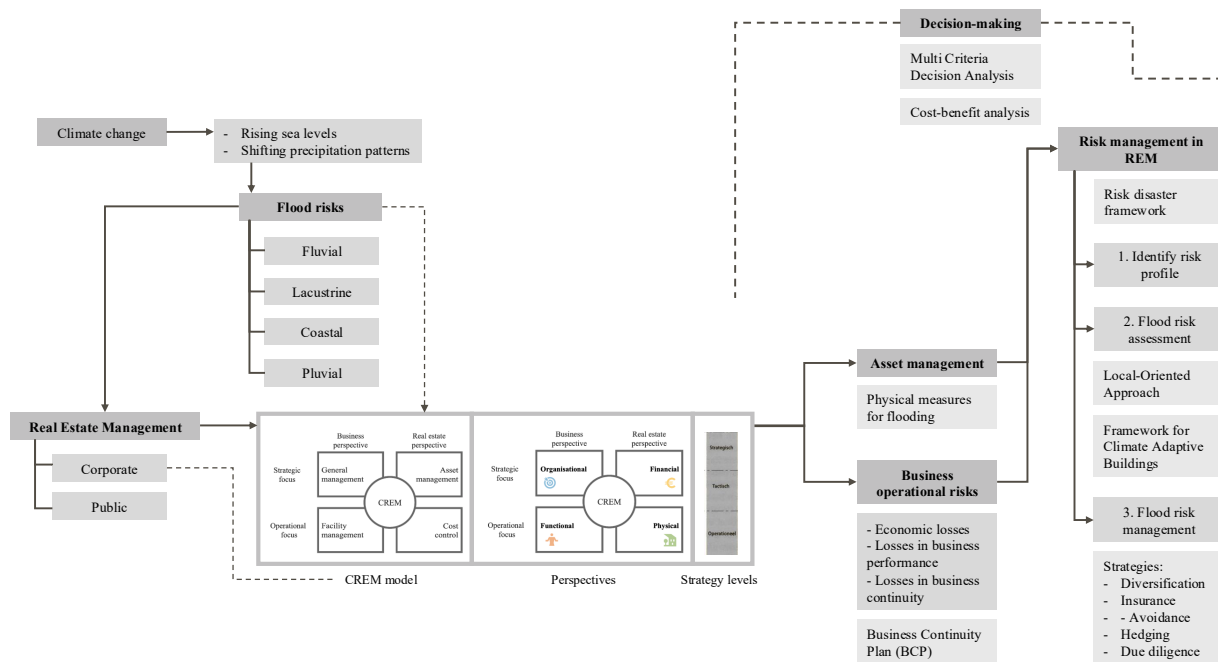 Decision-making
Multi Criteria
Decision Analysis
Cost-benefit analysis
Climate change
- Rising sea levels
- Shifting precipitation patterns
Flood risks
Fluvial
Lacustrine
Coastal
Pluvial
Real Estate Management
Corporate
Public
Business
perspective
Real estate
perspective
Strategic
focus
General
management
Asset
management
CREM
Operational
focus
Facility
management
Cost
control
CREM model
Business
perspective
Real estate
perspective
Strategic
focus
Organisational
Financial
CREM
Operational
focus
Functional
Physical
Perspectives
Strategisch
Tactisch
Operationeel
Strategy levels
Asset management
Physical measures
for flooding
Business
operational risks
- Economic losses
- Losses in business
performance
- Losses in business
continuity
Business Continuity
Plan (BCP)
Risk management in
REM
Risk disaster
framework
1. Identify risk
profile
2. Flood risk
assessment
Local-Oriented
Approach
Framework for
Climate Adaptive
Buildings
3. Flood risk
management
Strategies:
- Diversification
- Insurance
- - Avoidance
- Hedging
- Due diligence